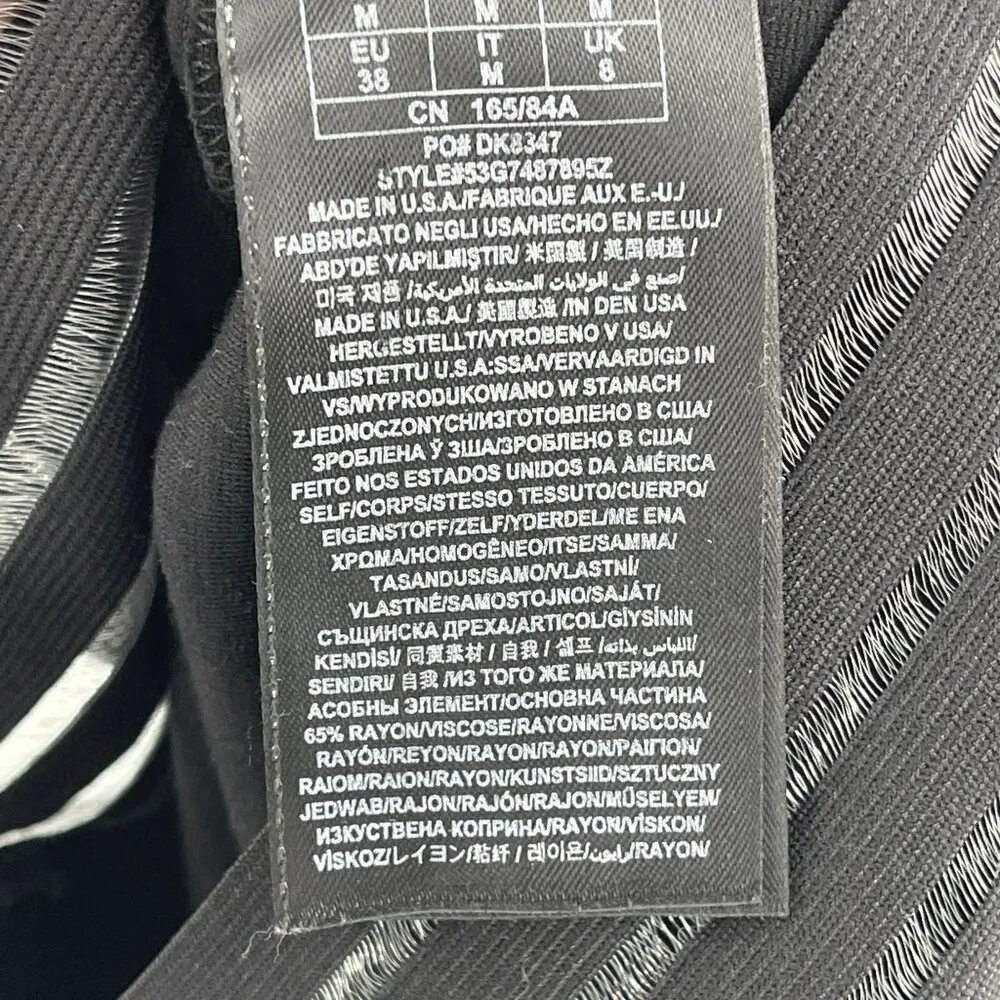 M M M
EU IT UK
38 M 8
CN 165/84A
PO# DK8347
STYLE#53G7487895Z
MADE IN U.S.A./FABRIQUE AUX E.-U./
FABBRICATO NEGLI USA/HECHO EN EE.UU./
ABD'DE YAPILMIŞTIR/ 米國製 / 美国制造 /
미국 제조 /صنع في الولايات المتحدة الأمريكية/
MADE IN U.S.A./ 美國製造 /IN DEN USA
HERGESTELLT/VYROBENO V USA/
VALMISTETTU U.S.A:SSA/VERVAARDIGD IN
VS/WYPRODUKOWANO W STANACH
ZJEDNOCZONYCH/ИЗГОТОВЛЕНО В США/
ЗРОБЛЕНА Ў ЗША/ЗРОБЛЕНО В США/
FEITO NOS ESTADOS UNIDOS DA AMÉRICA
SELF/CORPS/STESSO TESSUTO/CUERPO/
EIGENSTOFF/ZELF/YDERDEL/ME ENA
ΧΡΩΜΑ/HOMOGÊNEO/ITSE/SAMMA/
TASANDUS/SAMO/VLASTNÍ/
VLASTNÉ/SAMOSTOJNO/SAJÁT/
СЪЩИНСКА ДРЕХА/ARTICOL/GİYSİNİN
KENDİSİ/ 同質素材 / 自我 / 셀프 /اللباس بذاته/
SENDIRI/ 自我 /ИЗ ТОГО ЖЕ МАТЕРИАЛА/
АСОБНЫ ЭЛЕМЕНТ/ОСНОВНА ЧАСТИНА
65% RAYON/VISCOSE/RAYONNE/VISCOSA/
RAYÓN/REYON/RAYON/RAYON/ΡΑΙΓΙΟΝ/
RAIOM/RAION/RAYON/KUNSTSIID/SZTUCZNY
JEDWAB/RAJON/RAJÓN/RAJON/MŰSELYEM/
ИЗКУСТВЕНА КОПРИНА/RAYON/VİSKON/
VİSKOZ/レイヨン/粘纤 / 레이온/رايون/RAYON/